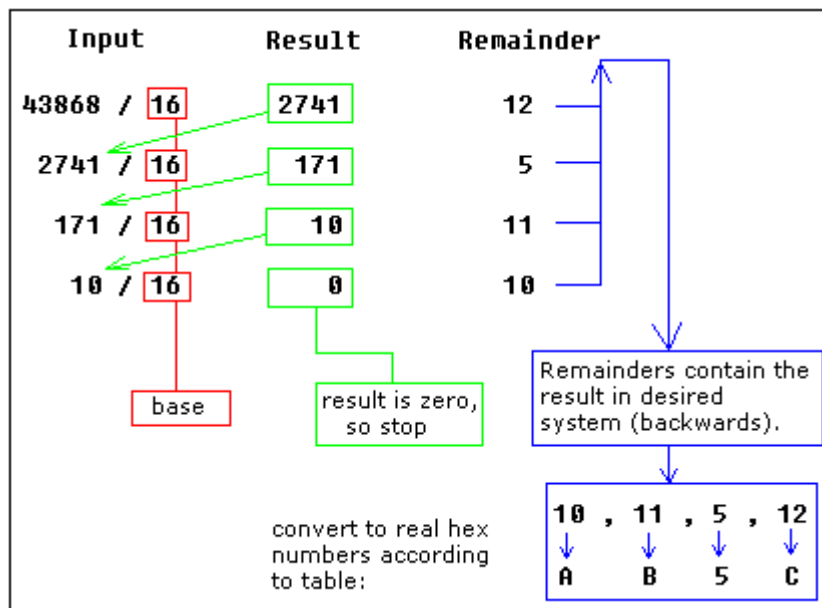 Input Result Remainder
43868 / 16 2741 12
2741 / 16 171 5
171 / 16 10 11
10 / 16 0 10
base
result is zero,
so stop
Remainders contain the
result in desired
system (backwards).
convert to real hex
numbers according
to table:
10 , 11 , 5 , 12
A B 5 C